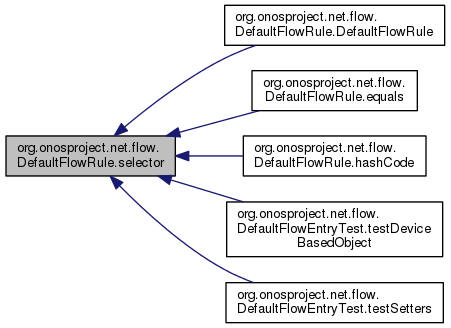 org.onosproject.net.flow.
DefaultFlowRule.DefaultFlowRule
org.onosproject.net.flow.
DefaultFlowRule.equals
org.onosproject.net.flow.
DefaultFlowRule.selector
org.onosproject.net.flow.
DefaultFlowRule.hashCode
org.onosproject.net.flow.
DefaultFlowEntryTest.testDevice
BasedObject
org.onosproject.net.flow.
DefaultFlowEntryTest.testSetters